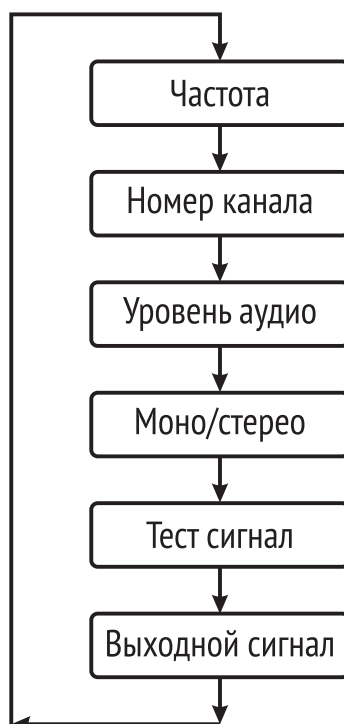 Частота
Номер канала
Уровень аудио
Моно/стерео
Тест сигнал
Выходной сигнал